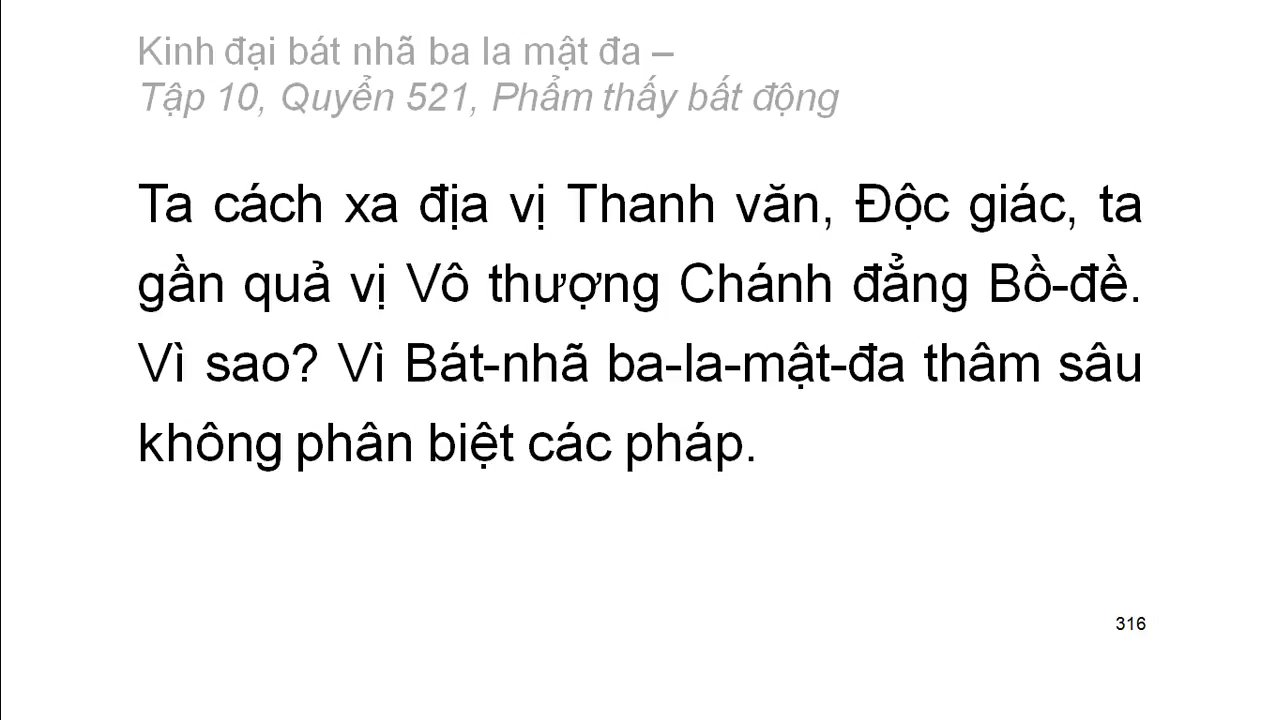 Kinh đại bát nhã ba la mật đa –
Tập 10, Quyển 521, Phẩm thấy bất động
Ta cách xa địa vị Thanh văn, Độc giác, ta
gần quả vị Vô thượng Chánh đẳng Bồ-đề.
Vì sao? Vì Bát-nhã ba-la-mật-đa thâm sâu
không phân biệt các pháp.
316